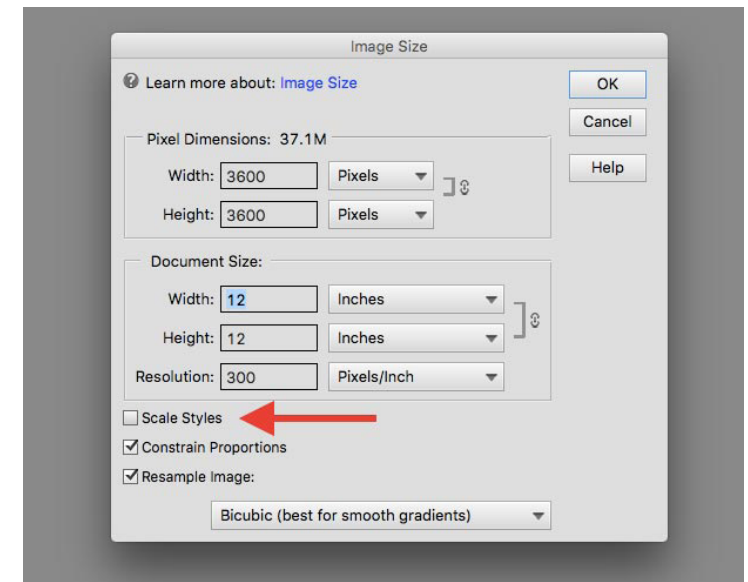 Image Size
Learn more about: Image Size
OK
Cancel
Help
Pixel Dimensions: 37.1M
Width: 3600 Pixels
Height: 3600 Pixels
Document Size:
Width: 12 Inches
Height: 12 Inches
Resolution: 300 Pixels/Inch
Scale Styles
Constrain Proportions
Resample Image:
Bicubic (best for smooth gradients)